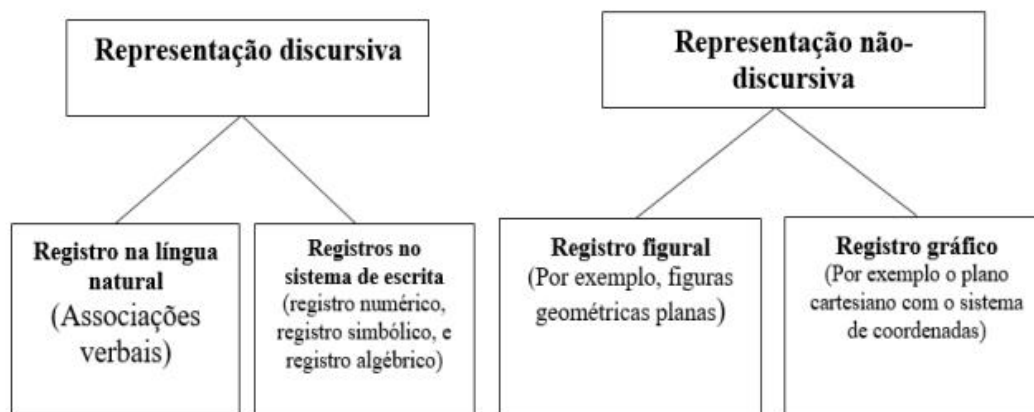 Representação discursiva
Representação não-
discursiva
Registro na língua
natural
(Associações
verbais)
Registros no
sistema de escrita
(registro numérico,
registro simbólico, e
registro algébrico)
Registro figural
(Por exemplo, figuras
geométricas planas)
Registro gráfico
(Por exemplo o plano
cartesiano com o sistema
de coordenadas)